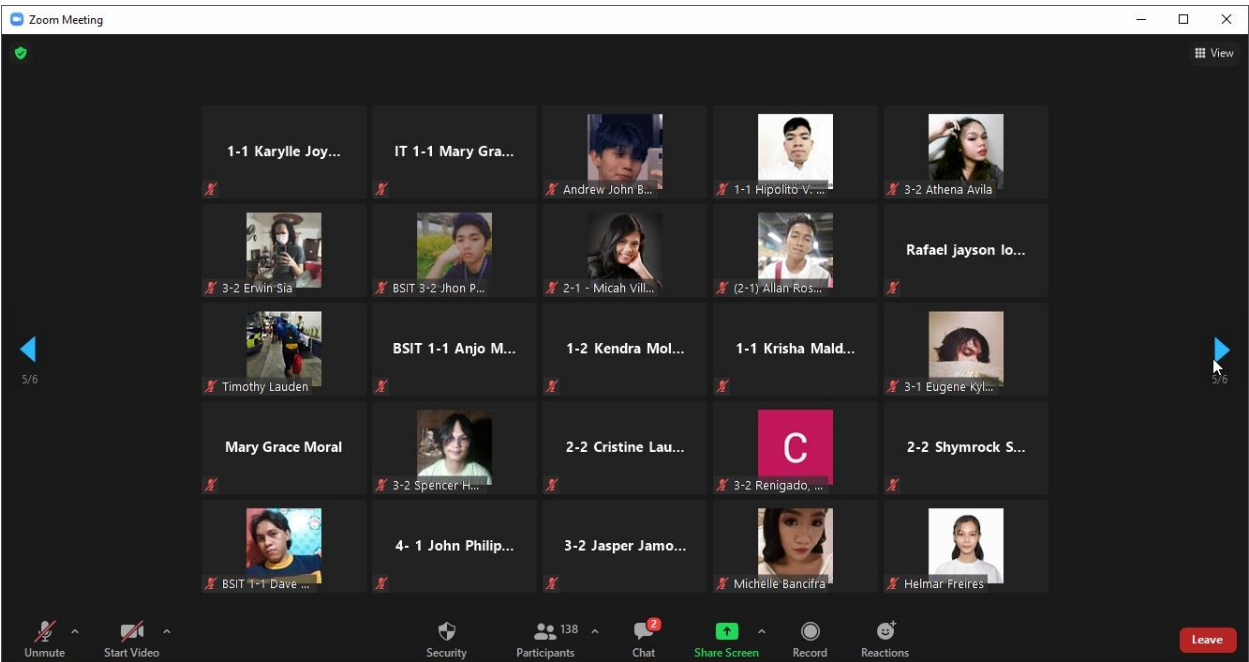 Zoom Meeting
View
1-1 Karylle Joy...
IT 1-1 Mary Gra...
Andrew John B...
1-1 Hipolito V. ...
3-2 Athena Avila
3-2 Erwin Sia
BSIT 3-2 Jhon P...
2-1 - Micah Vill...
(2-1) Allan Ros...
Rafael jayson lo...
Timothy Lauden
BSIT 1-1 Anjo M...
1-2 Kendra Mol...
1-1 Krisha Mald...
3-1 Eugene Kyl...
5/6
5/6
Mary Grace Moral
3-2 Spencer H...
2-2 Cristine Lau...
C
3-2 Renigado, ...
2-2 Shymrock S...
BSIT 1-1 Dave ...
4- 1 John Philip...
3-2 Jasper Jamo...
Michelle Bancifra
Helmar Freires
Unmute
Start Video
Security
138
Participants
2
Chat
Share Screen
Record
Reactions
Leave